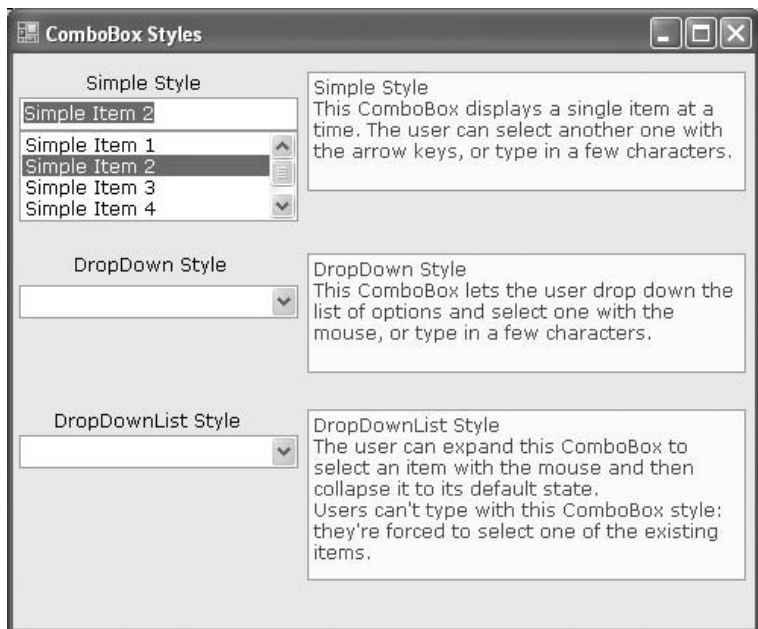 ComboBox Styles
Simple Style
Simple Item 2
Simple Item 1
Simple Item 2
Simple Item 3
Simple Item 4
Simple Style
This ComboBox displays a single item at a
time. The user can select another one with
the arrow keys, or type in a few characters.
DropDown Style
DropDown Style
This ComboBox lets the user drop down the
list of options and select one with the
mouse, or type in a few characters.
DropDownList Style
DropDownList Style
The user can expand this ComboBox to
select an item with the mouse and then
collapse it to its default state.
Users can't type with this ComboBox style:
they're forced to select one of the existing
items.